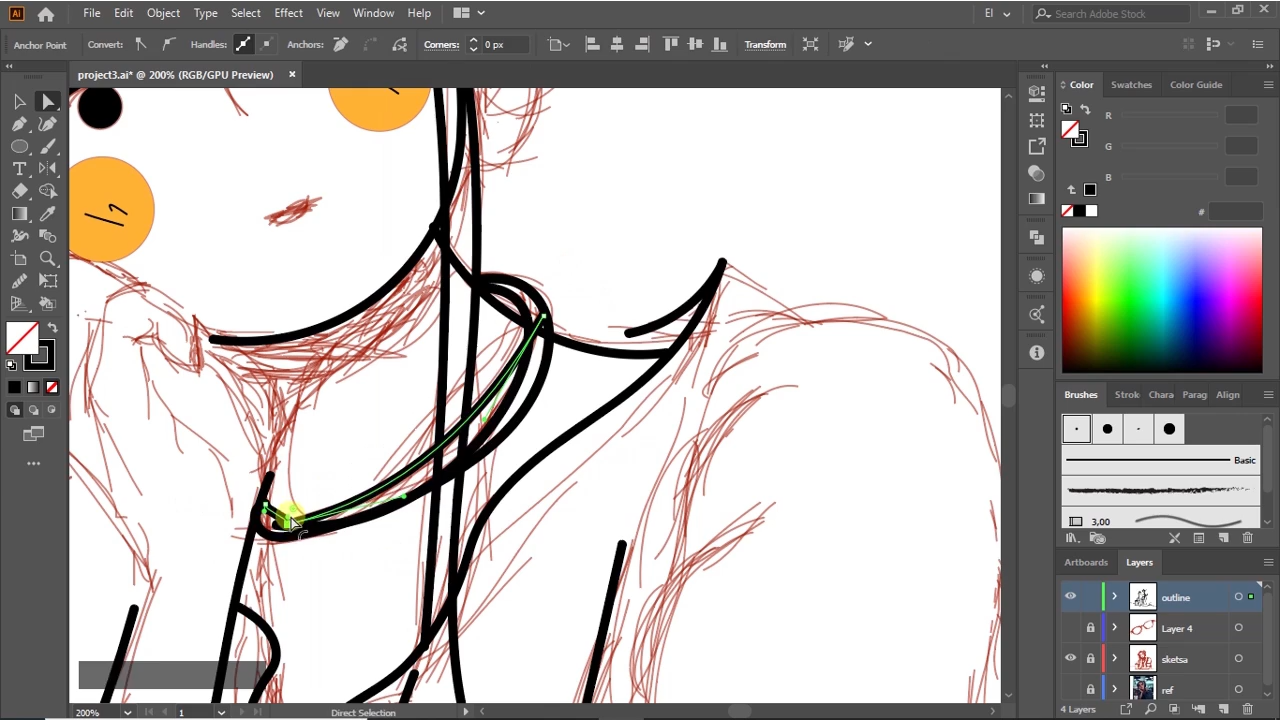 Ai File Edit Object Type Select Effect View Window Help El Search Adobe Stock
Anchor Point Convert: Handles: Anchors: Corners: 0 px Transform
project3.ai* @ 200% (RGB/GPU Preview)
Color Swatches Color Guide
R
G
B
#
Brushes Strok Chara Parag Align
Basic
3,00
Artboards Layers
outline
Layer 4
sketsa
ref
4 Layers
200% 1 Direct Selection